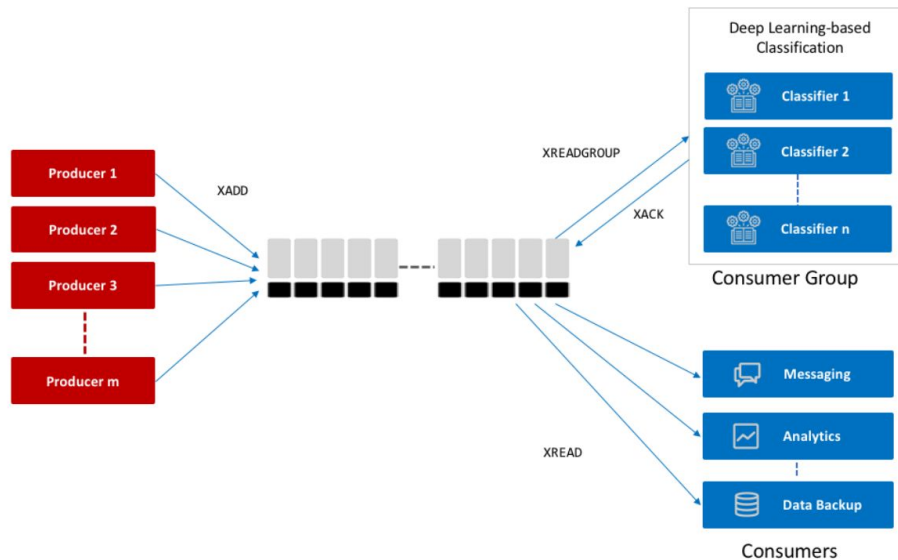 Deep Learning-based
Classification
Classifier 1
Classifier 2
Classifier n
Consumer Group
XREADGROUP
XACK
Producer 1
Producer 2
Producer 3
Producer m
XADD
Messaging
Analytics
Data Backup
XREAD
Consumers